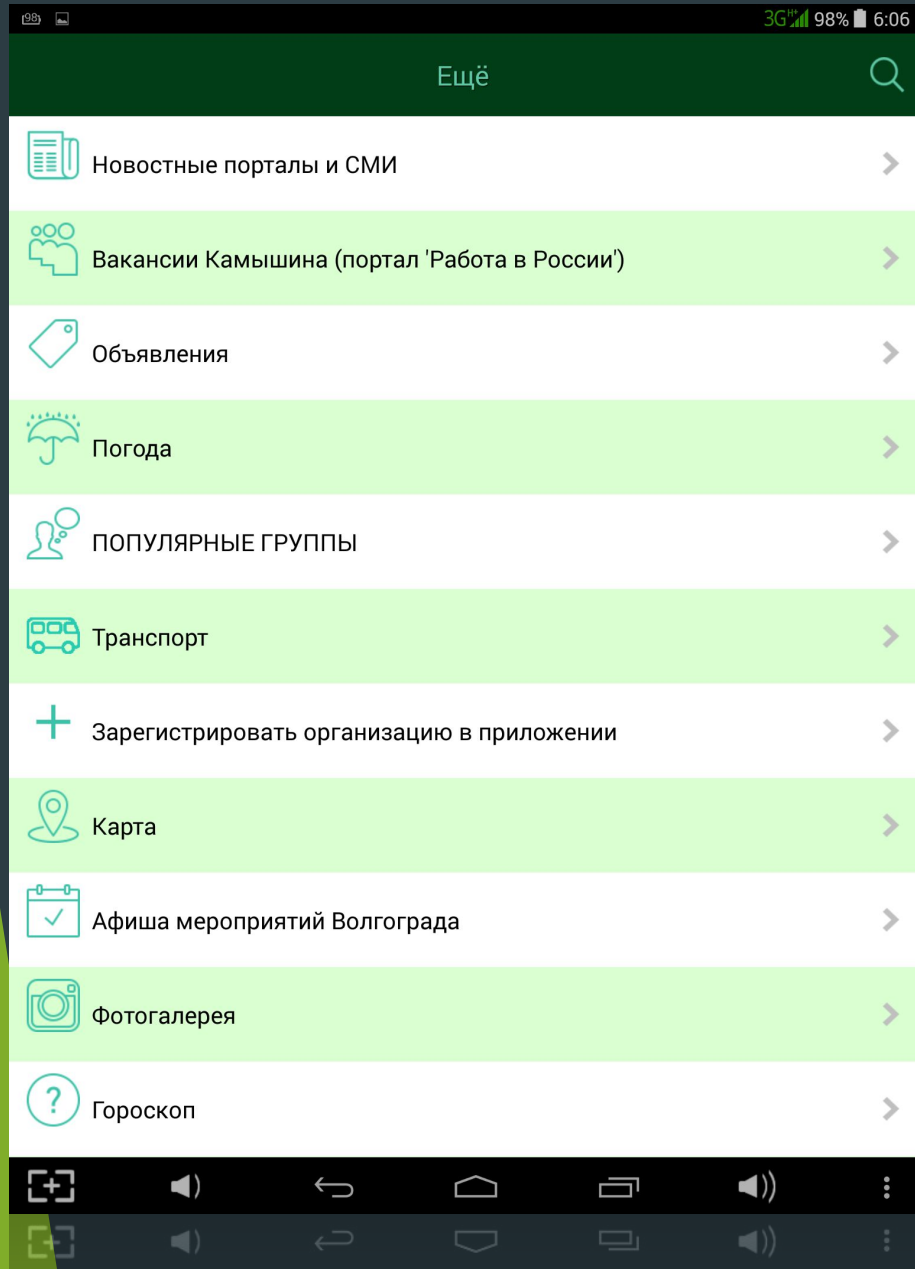 98
3G H+ 98% 6:06
Ещё
Новостные порталы и СМИ
Вакансии Камышина (портал 'Работа в России')
Объявления
Погода
ПОПУЛЯРНЫЕ ГРУППЫ
Транспорт
Зарегистрировать организацию в приложении
Карта
Афиша мероприятий Волгограда
Фотогалерея
Гороскоп